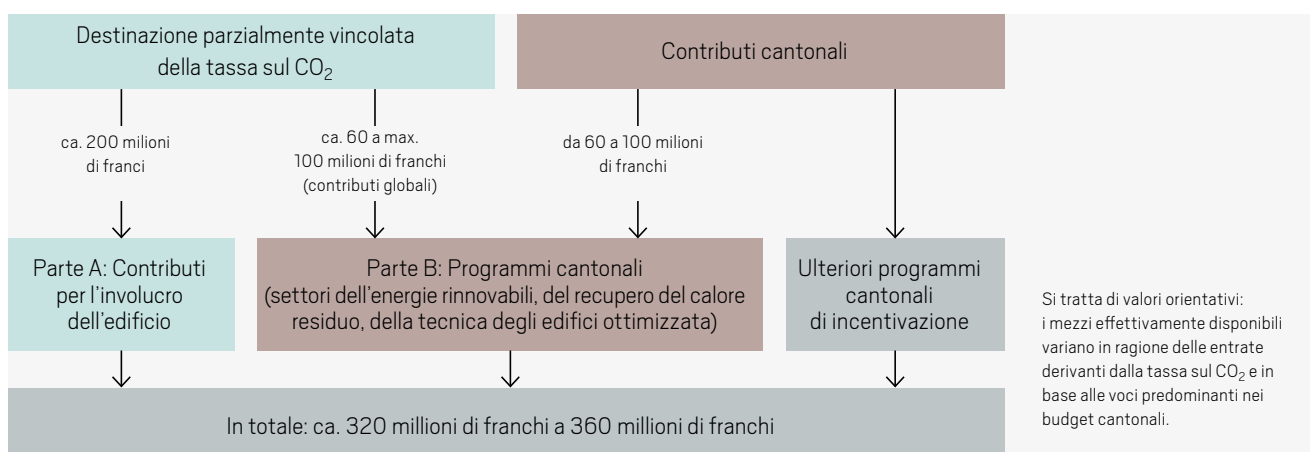 Destinazione parzialmente vincolata
della tassa sul CO₂
Contributi cantonali
ca. 200 milioni
di franci
ca. 60 a max.
100 milioni di franchi
(contributi globali)
da 60 a 100 milioni
di franchi
Parte A: Contributi
per l'involucro
dell'edificio
Parte B: Programmi cantonali
(settori dell'energie rinnovabili, del recupero del calore
residuo, della tecnica degli edifici ottimizzata)
Ulteriori programmi
cantonali
di incentivazione
Si tratta di valori orientativi:
i mezzi effettivamente disponibili
variano in ragione delle entrate
derivanti dalla tassa sul CO₂ e in
base alle voci predominanti nei
budget cantonali.
In totale: ca. 320 millioni di franchi a 360 millioni di franchi